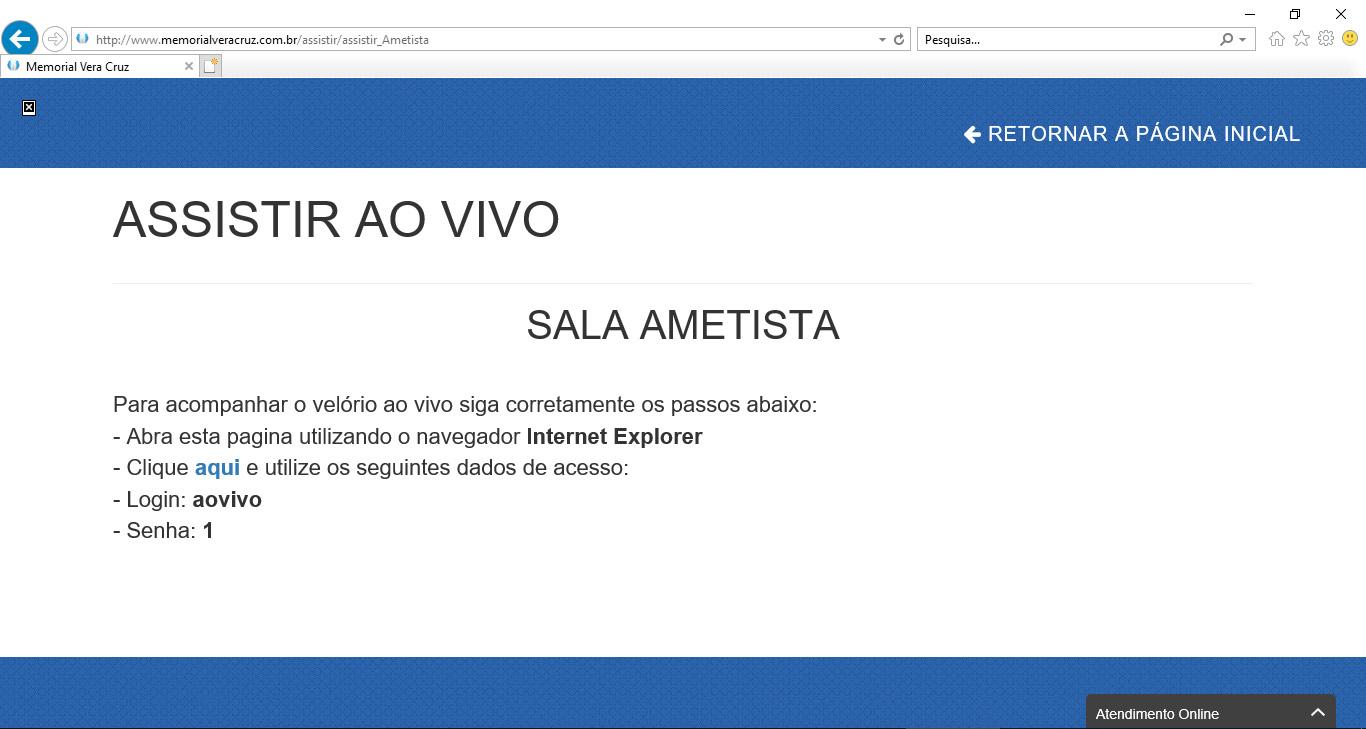 http://www.memorialveracruz.com.br/assistir/assistir_Ametista
Pesquisa...
Memorial Vera Cruz
RETORNAR A PÁGINA INICIAL
ASSISTIR AO VIVO
SALA AMETISTA
Para acompanhar o velório ao vivo siga corretamente os passos abaixo:
- Abra esta pagina utilizando o navegador Internet Explorer
- Clique aqui e utilize os seguintes dados de acesso:
- Login: aovivo
- Senha: 1
Atendimento Online